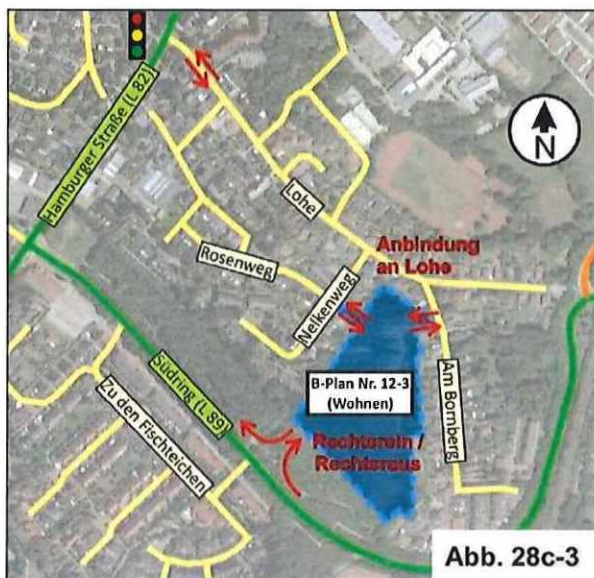 Hamburger Straße (L 82)
N
Lohe
Anbindung
an Lohe
Rosenweg
Nelkenweg
B-Plan Nr. 12-3
(Wohnen)
Am Bornberg
Südring (L 89)
Rechtsrein /
Rechtsraus
Zu den Fischteichen
Abb. 28c-3